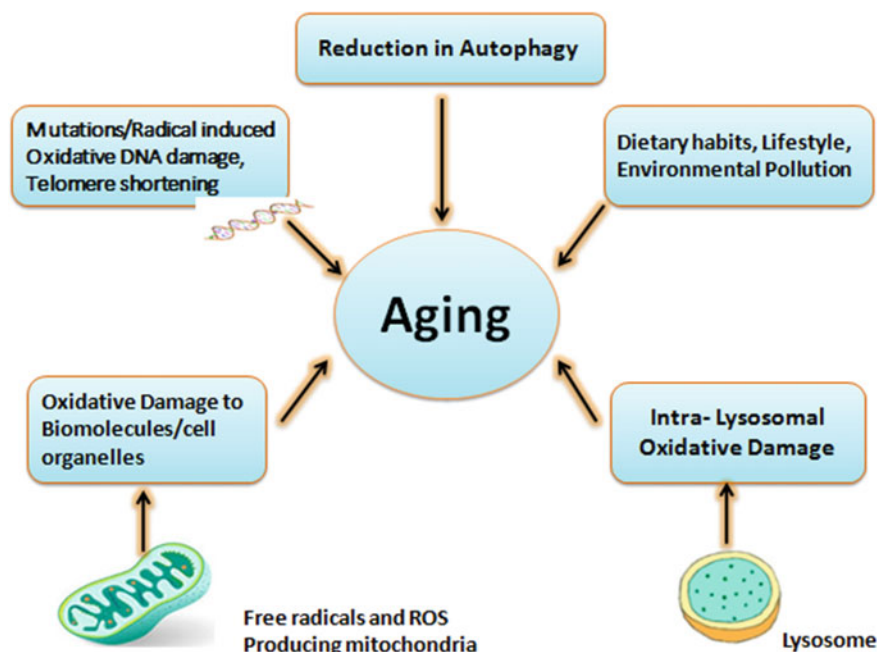 Reduction in Autophagy
Mutations/Radical induced
Oxidative DNA damage,
Telomere shortening
Dietary habits, Lifestyle,
Environmental Pollution
Aging
Oxidative Damage to
Biomolecules/cell
organelles
Intra- Lysosomal
Oxidative Damage
Free radicals and ROS
Producing mitochondria
Lysosome